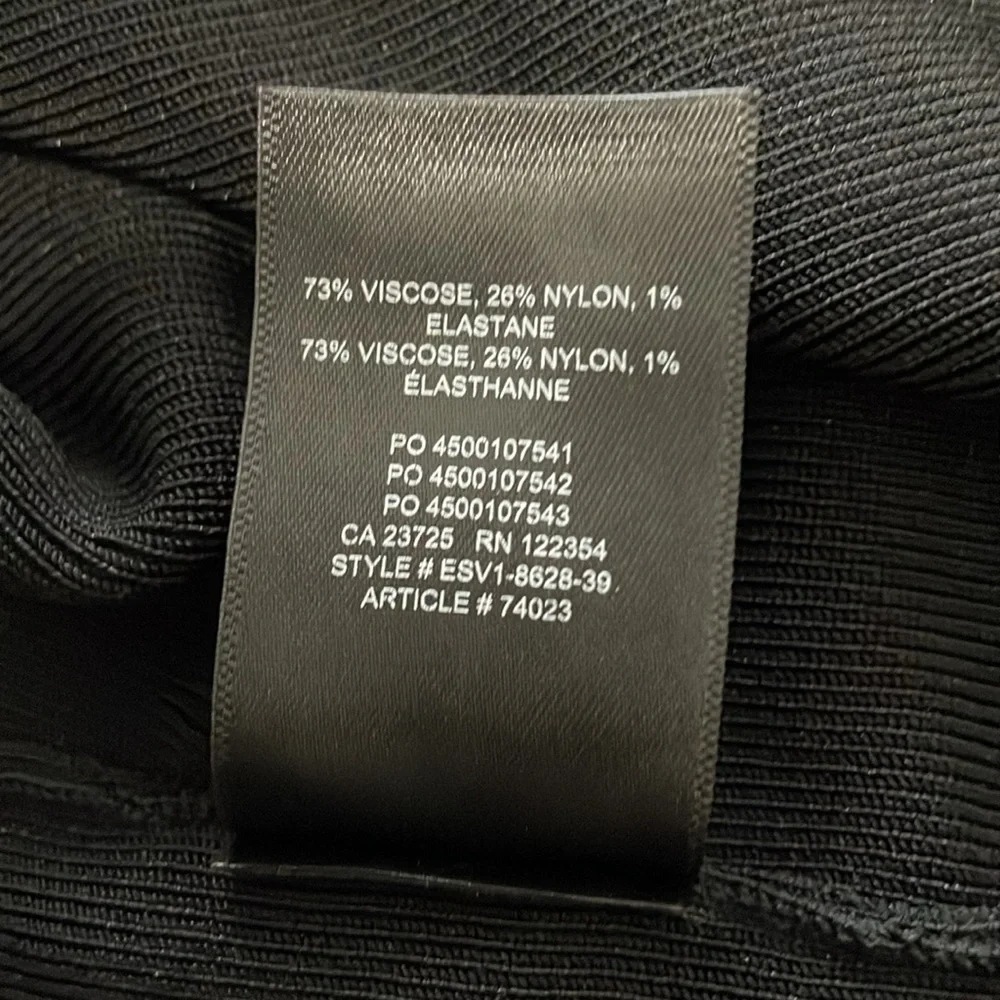 73% VISCOSE, 26% NYLON, 1%
ELASTANE
73% VISCOSE, 26% NYLON, 1%
ÉLASTHANNE
PO 4500107541
PO 4500107542
PO 4500107543
CA 23725 RN 122354
STYLE # ESV1-8628-39
ARTICLE # 74023